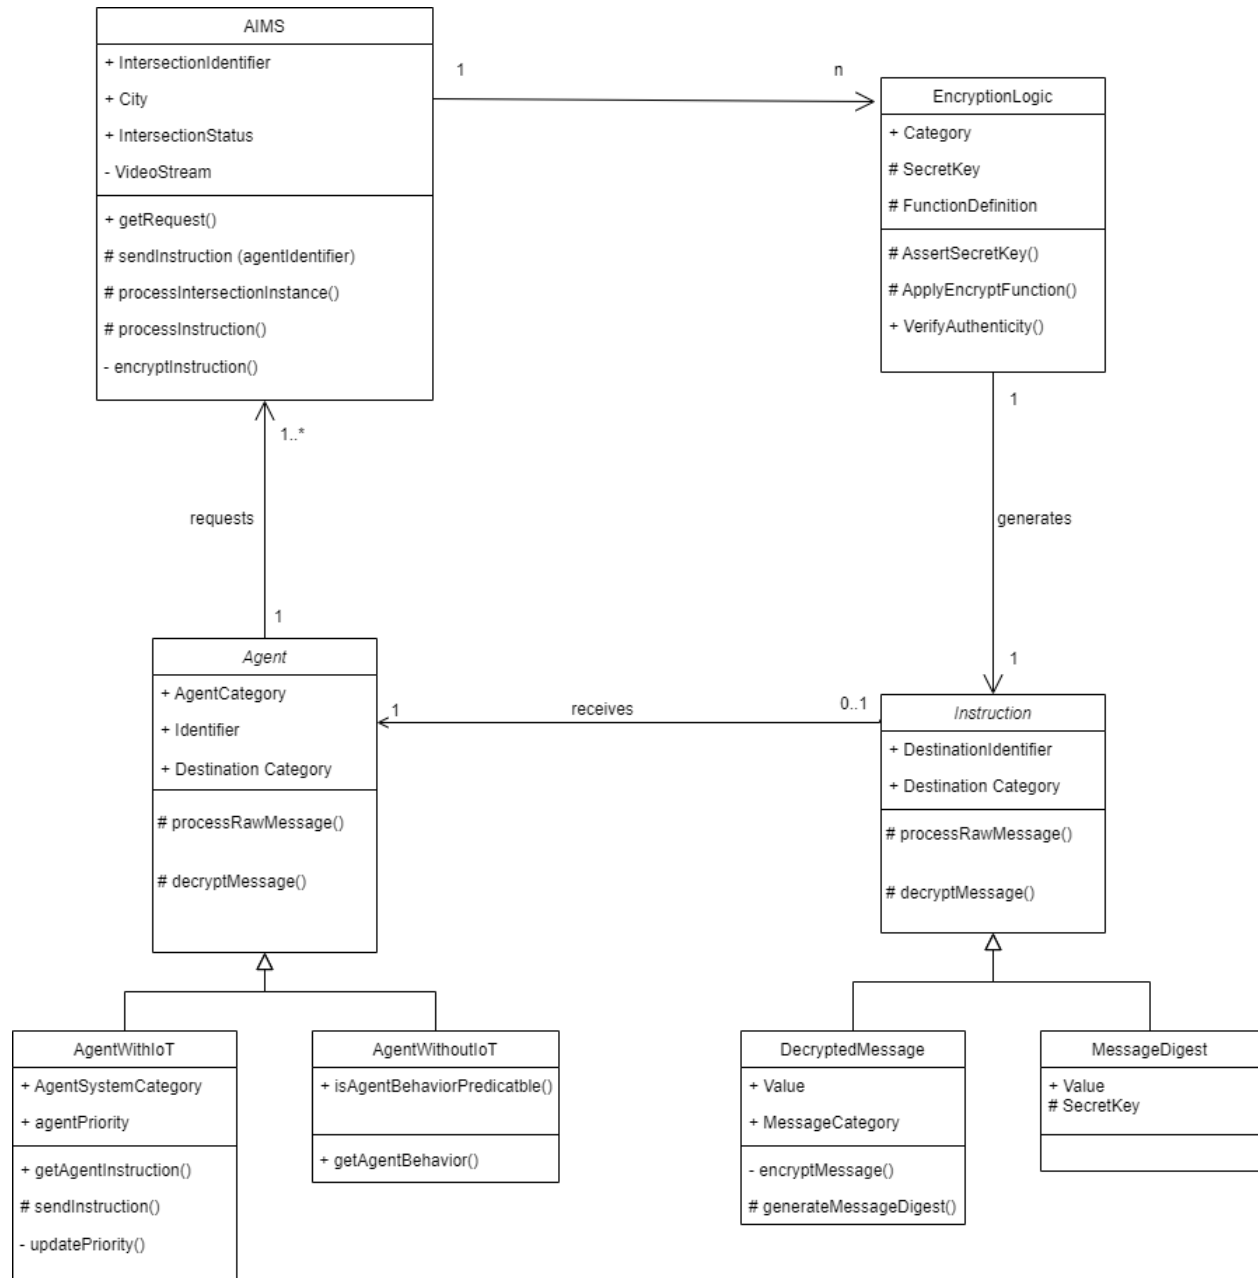 AIMS
+ IntersectionIdentifier
+ City
+ IntersectionStatus
- VideoStream
+ getRequest()
# sendInstruction (agentIdentifier)
# processIntersectionInstance()
# processInstruction()
- encryptInstruction()
1
n
EncryptionLogic
+ Category
# SecretKey
# FunctionDefinition
# AssertSecretKey()
# ApplyEncryptFunction()
+ VerifyAuthenticity()
1..*
requests
1
1
generates
1
Agent
+ AgentCategory
+ Identifier
+ Destination Category
# processRawMessage()
# decryptMessage()
1
receives
0..1
Instruction
+ DestinationIdentifier
+ Destination Category
# processRawMessage()
# decryptMessage()
AgentWithIoT
+ AgentSystemCategory
+ agentPriority
+ getAgentInstruction()
# sendInstruction()
- updatePriority()
AgentWithoutIoT
+ isAgentBehaviorPredicatble()
+ getAgentBehavior()
DecryptedMessage
+ Value
+ MessageCategory
- encryptMessage()
# generateMessageDigest()
MessageDigest
+ Value
# SecretKey